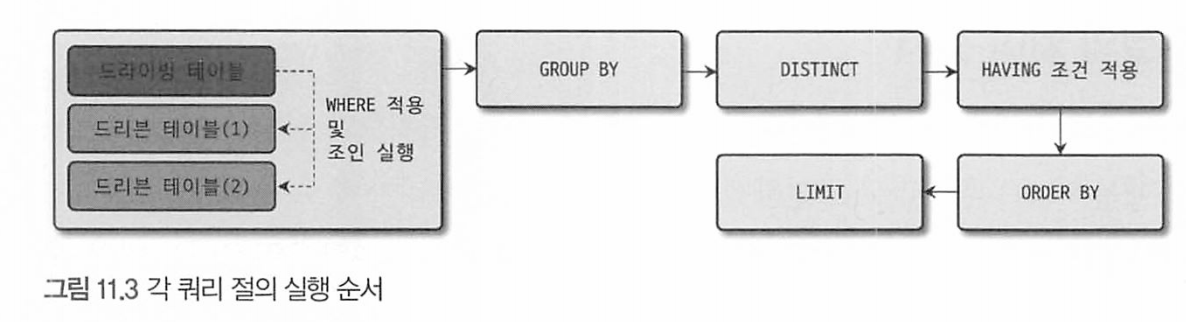 드라이빙 테이블
드리븐 테이블(1)
드리븐 테이블(2)
WHERE 적용
및
조인 실행
GROUP BY
DISTINCT
HAVING 조건 적용
LIMIT
ORDER BY
그림 11.3 각 쿼리 절의 실행 순서